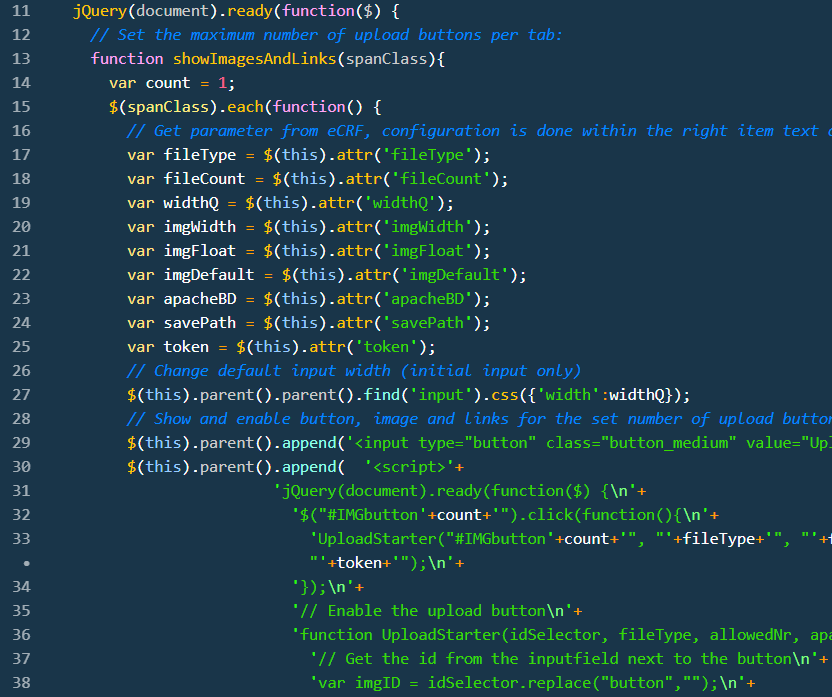 11 jQuery(document).ready(function($) {
12 // Set the maximum number of upload buttons per tab:
13 function showImagesAndLinks(spanClass){
14 var count = 1;
15 $(spanClass).each(function() {
16 // Get parameter from eCRF, configuration is done within the right item text
17 var fileType = $(this).attr('fileType');
18 var fileCount = $(this).attr('fileCount');
19 var widthQ = $(this).attr('widthQ');
20 var imgWidth = $(this).attr('imgWidth');
21 var imgFloat = $(this).attr('imgFloat');
22 var imgDefault = $(this).attr('imgDefault');
23 var apacheBD = $(this).attr('apacheBD');
24 var savePath = $(this).attr('savePath');
25 var token = $(this).attr('token');
26 // Change default input width (initial input only)
27 $(this).parent().parent().find('input').css({'width':widthQ});
28 // Show and enable button, image and links for the set number of upload butto
29 $(this).parent().append('<input type="button" class="button_medium" value="Upl
30 $(this).parent().append( '<script>'+
31 'jQuery(document).ready(function($) {\n'+
32 '$("#IMGbutton'+count+'").click(function(){\n'+
33 'UploadStarter("#IMGbutton'+count+'", "'+fileType+'", "'+f
• "'+token+'");\n'+
34 '});\n'+
35 '// Enable the upload button\n'+
36 'function UploadStarter(idSelector, fileType, allowedNr, apa
37 '// Get the id from the inputfield next to the button\n'+
38 'var imgID = idSelector.replace("button","");\n'+